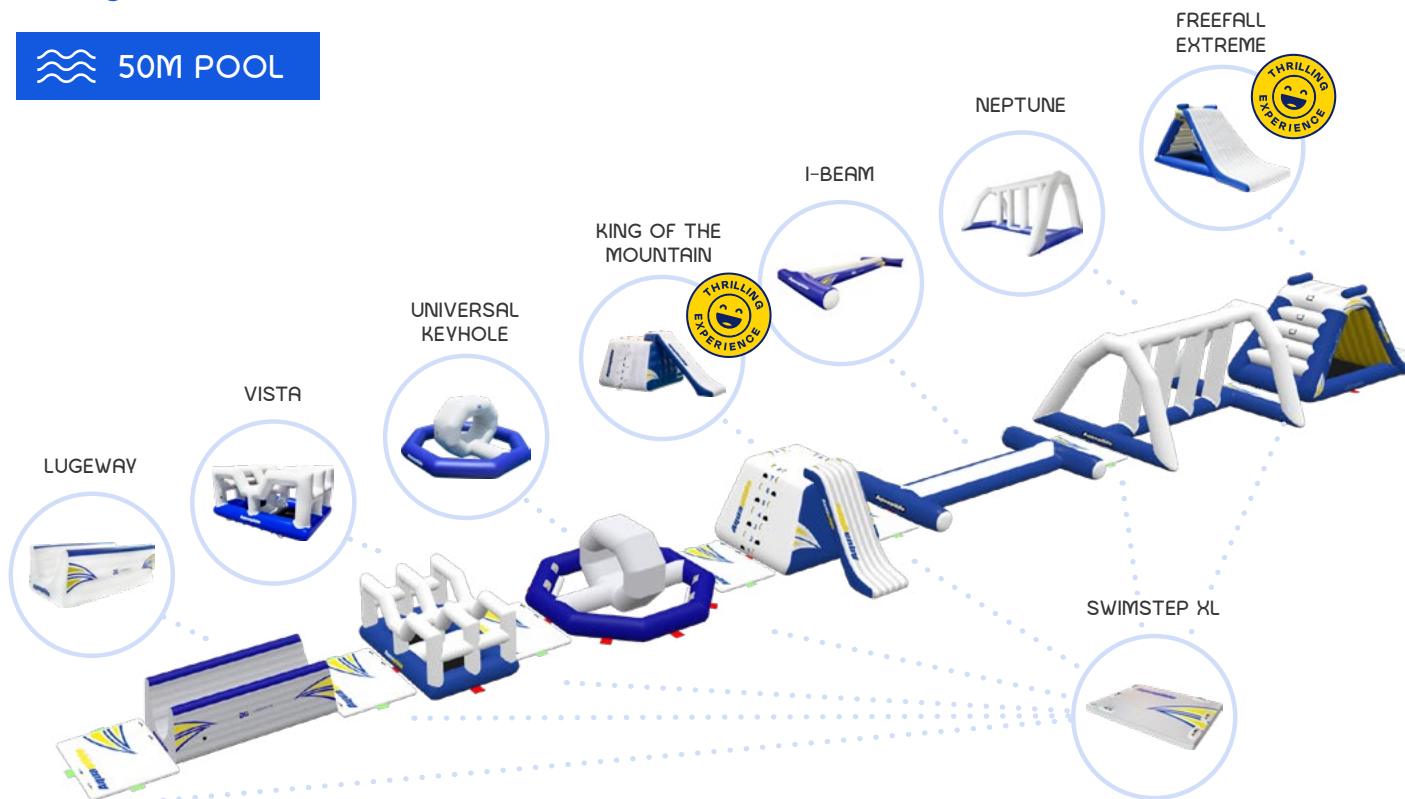 50M POOL
FREEFALL
EXTREME
THRILLING
EXPERIENCE
NEPTUNE
I-BEAM
KING OF THE
MOUNTAIN
THRILLING
EXPERIENCE
UNIVERSAL
KEYHOLE
VISTA
LUGEWAY
SWIMSTEP XL